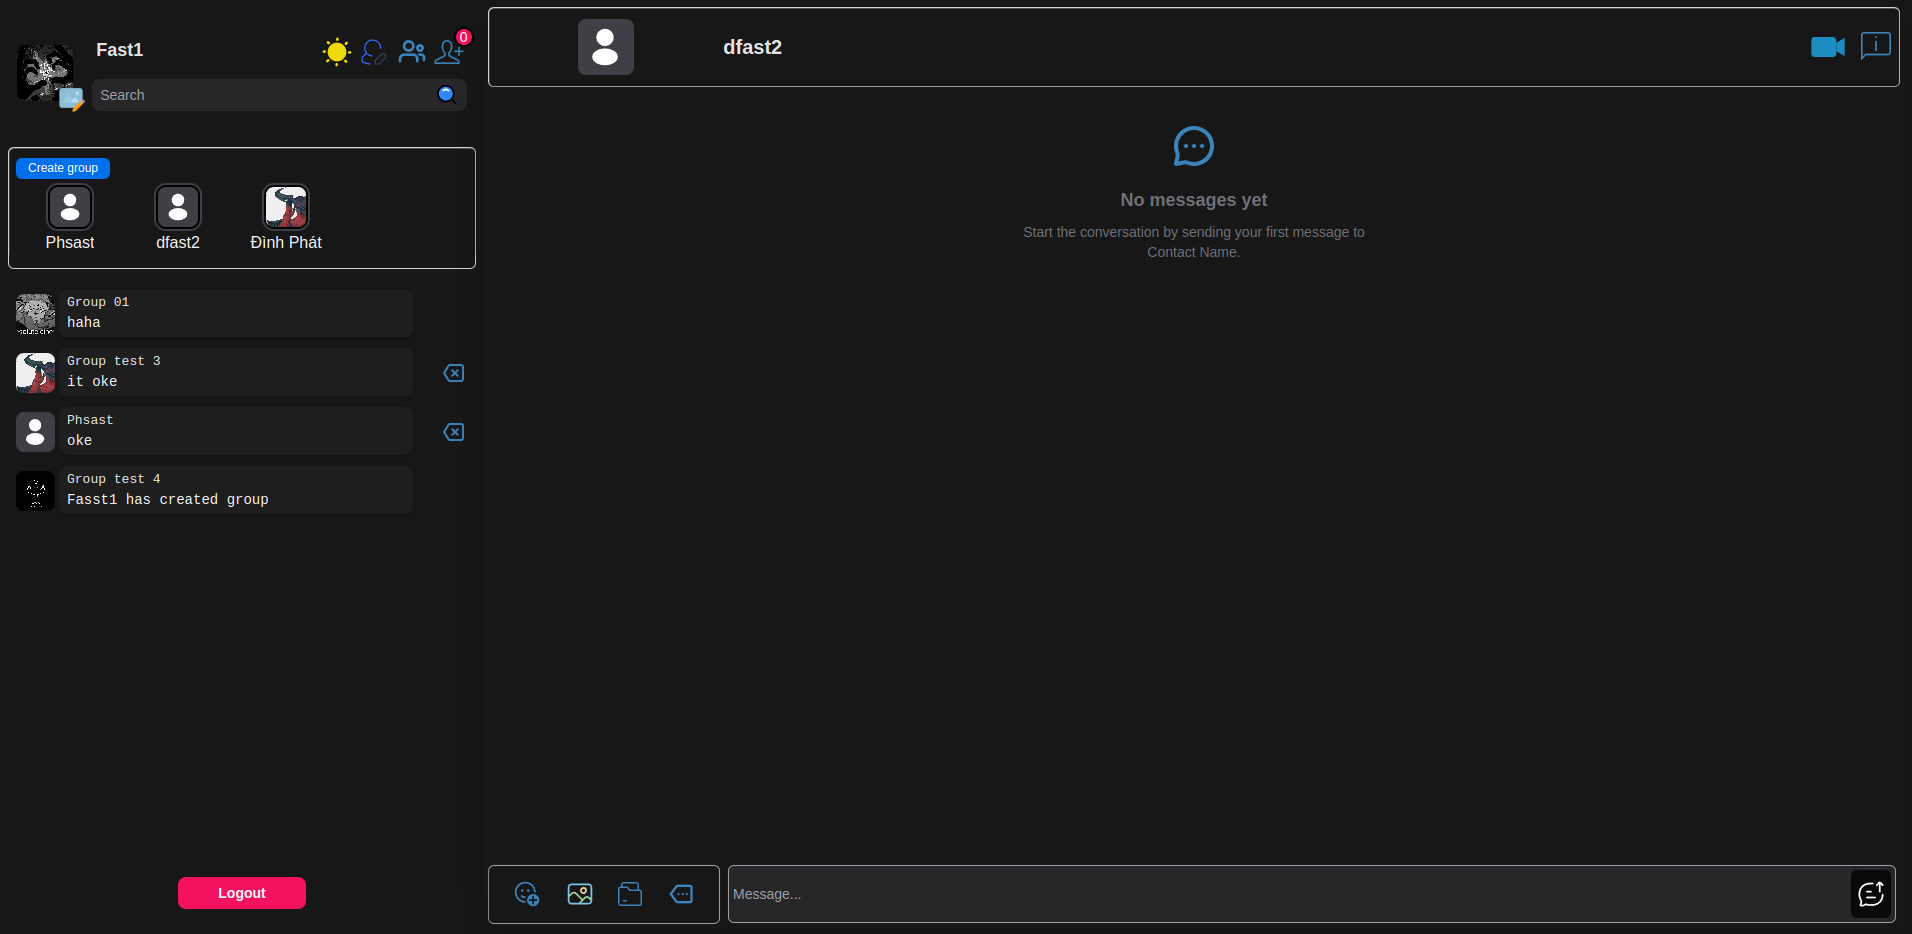 Fast1
0
Search
Create group
Phsast
dfast2
Đình Phát
Group 01
haha
Group test 3
it oke
Phsast
oke
Group test 4
Fasst1 has created group
Logout
dfast2
No messages yet
Start the conversation by sending your first message to
Contact Name.
Message...